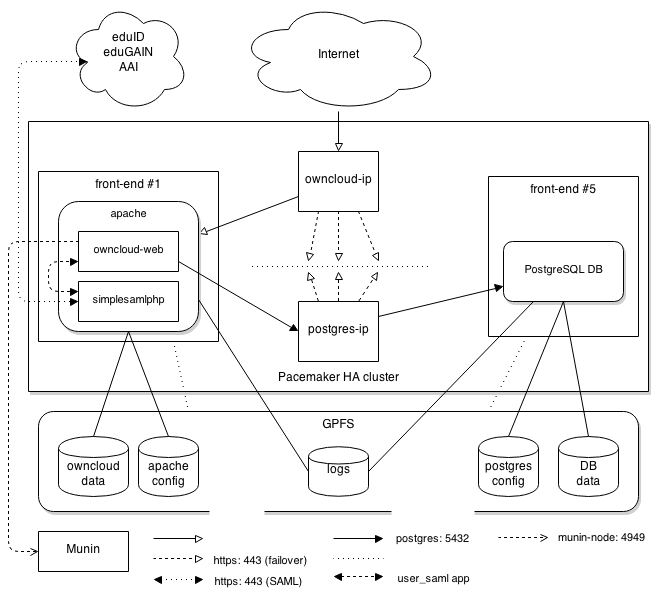 eduID
eduGAIN
AAI
Internet
owncloud-ip
front-end #1
front-end #5
apache
owncloud-web
simplesamlphp
PostgreSQL DB
postgres-ip
Pacemaker HA cluster
GPFS
owncloud
data
apache
config
logs
postgres
config
DB
data
Munin
postgres: 5432
munin-node: 4949
https: 443 (failover)
https: 443 (SAML)
user_saml app